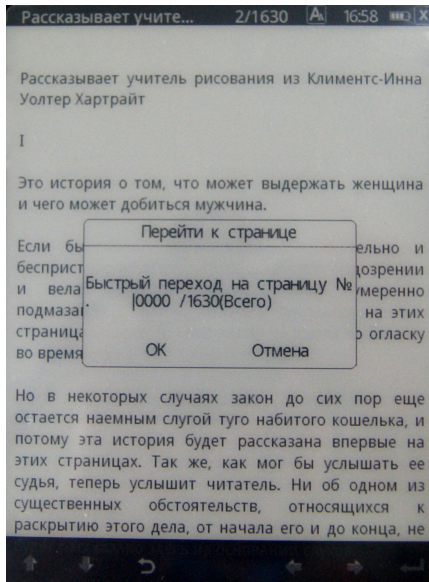 Рассказывает учите... 2/1630 A 16:58 X
Рассказывает учитель рисования из Климентс-Инна
Уолтер Хартрайт
I
Это история о том, что может выдержать женщина
и чего может добиться мужчина.
Если бы ельно и
бесприст дозрении
и вела умеренно
подмаза на этих
страница огласку
во время
Перейти к странице
Быстрый переход на страницу №
. 0000 /1630(Всего)
OK Отмена
Но в некоторых случаях закон до сих пор еще
остается наемным слугой туго набитого кошелька, и
потому эта история будет рассказана впервые на
этих страницах. Так же, как мог бы услышать ее
судья, теперь услышит читатель. Ни об одном из
существенных обстоятельств, относящихся к
раскрытию этого дела, от начала его и до конца, не